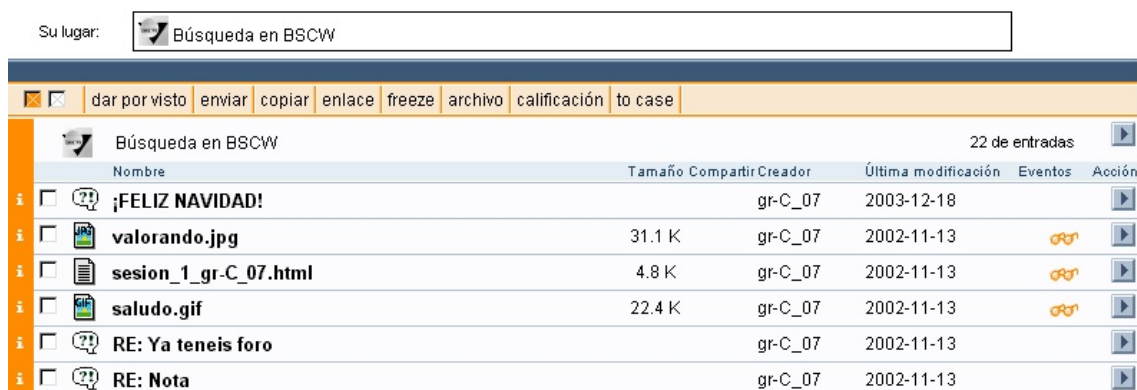 Su lugar: Búsqueda en BSCW
dar por visto enviar copiar enlace freeze archivo calificación to case
Búsqueda en BSCW 22 de entradas
Nombre Tamaño Compartir Creador Última modificación Eventos Acción
i ¡FELIZ NAVIDAD! gr-C_07 2003-12-18
i JPG valorando.jpg 31.1 K gr-C_07 2002-11-13
i sesion_1_gr-C_07.html 4.8 K gr-C_07 2002-11-13
i GIF saludo.gif 22.4 K gr-C_07 2002-11-13
i ?! RE: Ya teneis foro gr-C_07 2002-11-13
i ?! RE: Nota gr-C_07 2002-11-13